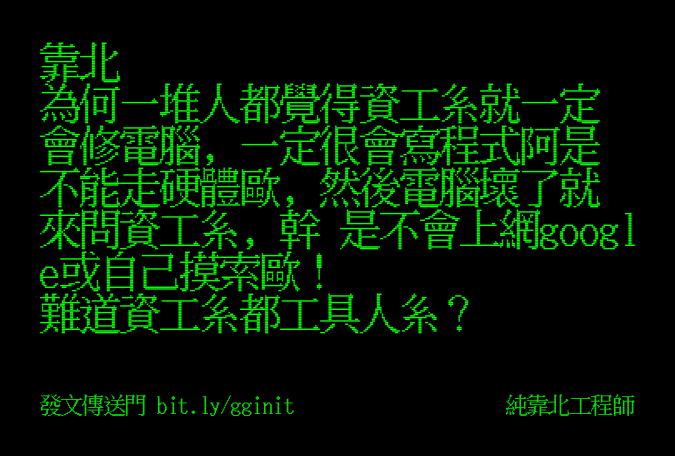 靠北
為何一堆人都覺得資工系就一定
會修電腦，一定很會寫程式阿是
不能走硬體歐，然後電腦壞了就
來問資工系，幹 是不會上網googl
e或自己摸索歐！
難道資工系都工具人系？
發文傳送門 bit.ly/gginit
純靠北工程師